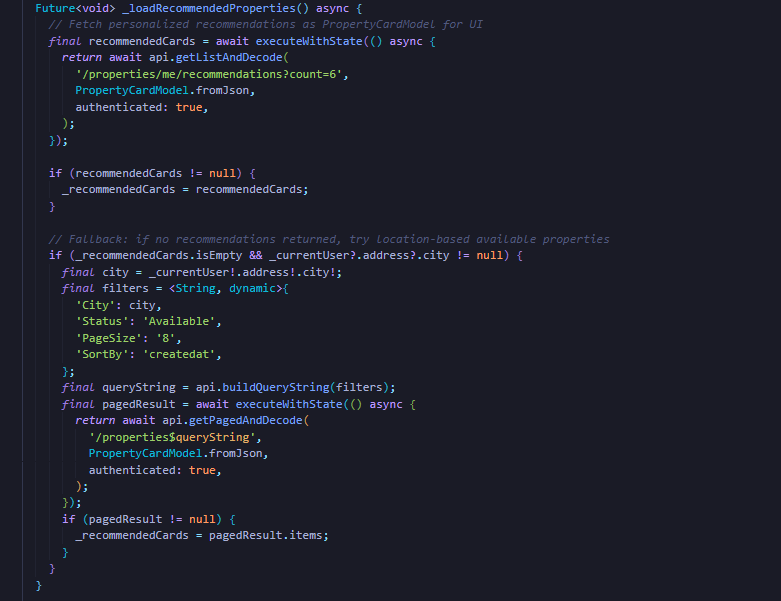 Future<void> _loadRecommendedProperties() async {
  // Fetch personalized recommendations as PropertyCardModel for UI
  final recommendedCards = await executeWithState(() async {
    return await api.getListAndDecode(
      '/properties/me/recommendations?count=6',
      PropertyCardModel.fromJson,
      authenticated: true,
    );
  });

  if (recommendedCards != null) {
    _recommendedCards = recommendedCards;
  }

  // Fallback: if no recommendations returned, try location-based available properties
  if (_recommendedCards.isEmpty && _currentUser?.address?.city != null) {
    final city = _currentUser!.address!.city!;
    final filters = <String, dynamic>{
      'City': city,
      'Status': 'Available',
      'PageSize': '8',
      'SortBy': 'createdat',
    };
    final queryString = api.buildQueryString(filters);
    final pagedResult = await executeWithState(() async {
      return await api.getPagedAndDecode(
        '/properties$queryString',
        PropertyCardModel.fromJson,
        authenticated: true,
      );
    });
    if (pagedResult != null) {
      _recommendedCards = pagedResult.items;
    }
  }
}